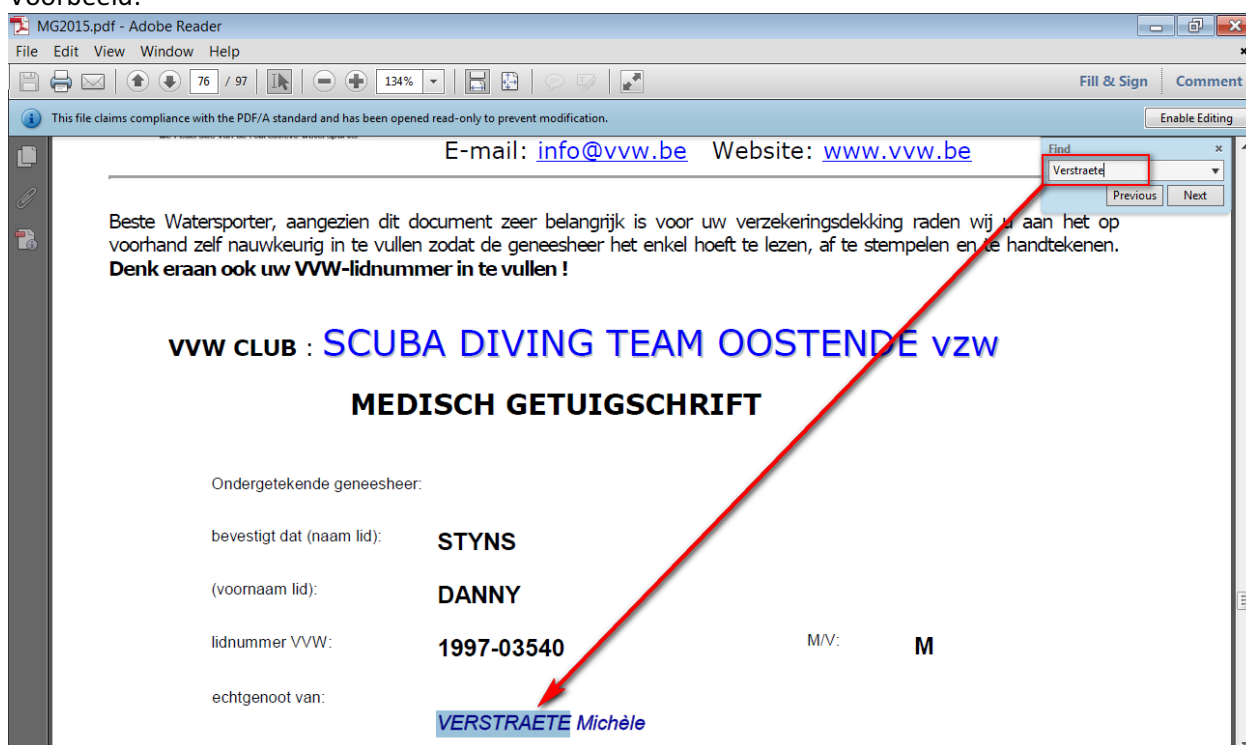 Voorbeeld:
MG2015.pdf - Adobe Reader
File Edit View Window Help
76 / 97 134% Fill & Sign Comment
This file claims compliance with the PDF/A standard and has been opened read-only to prevent modification. Enable Editing
E-mail: info@vvw.be Website: www.vvw.be
Find
Verstraete
Previous Next
Beste Watersporter, aangezien dit document zeer belangrijk is voor uw verzekeringsdekking raden wij u aan het op
voorhand zelf nauwkeurig in te vullen zodat de geneesheer het enkel hoeft te lezen, af te stempelen en te handtekenen.
Denk eraan ook uw VVW-lidnummer in te vullen !
VVW CLUB : SCUBA DIVING TEAM OOSTENDE vzw
MEDISCH GETUIGSCHRIFT
Ondergetekende geneesheer:
bevestigt dat (naam lid): STYNS
(voornaam lid): DANNY
lidnummer VVW: 1997-03540 M/V: M
echtgenoot van:
VERSTRAETE Michèle